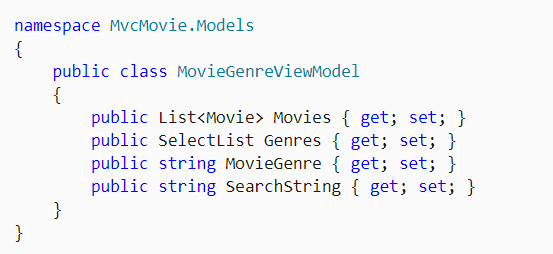 namespace MvcMovie.Models
{
    public class MovieGenreViewModel
    {
        public List<Movie> Movies { get; set; }
        public SelectList Genres { get; set; }
        public string MovieGenre { get; set; }
        public string SearchString { get; set; }
    }
}